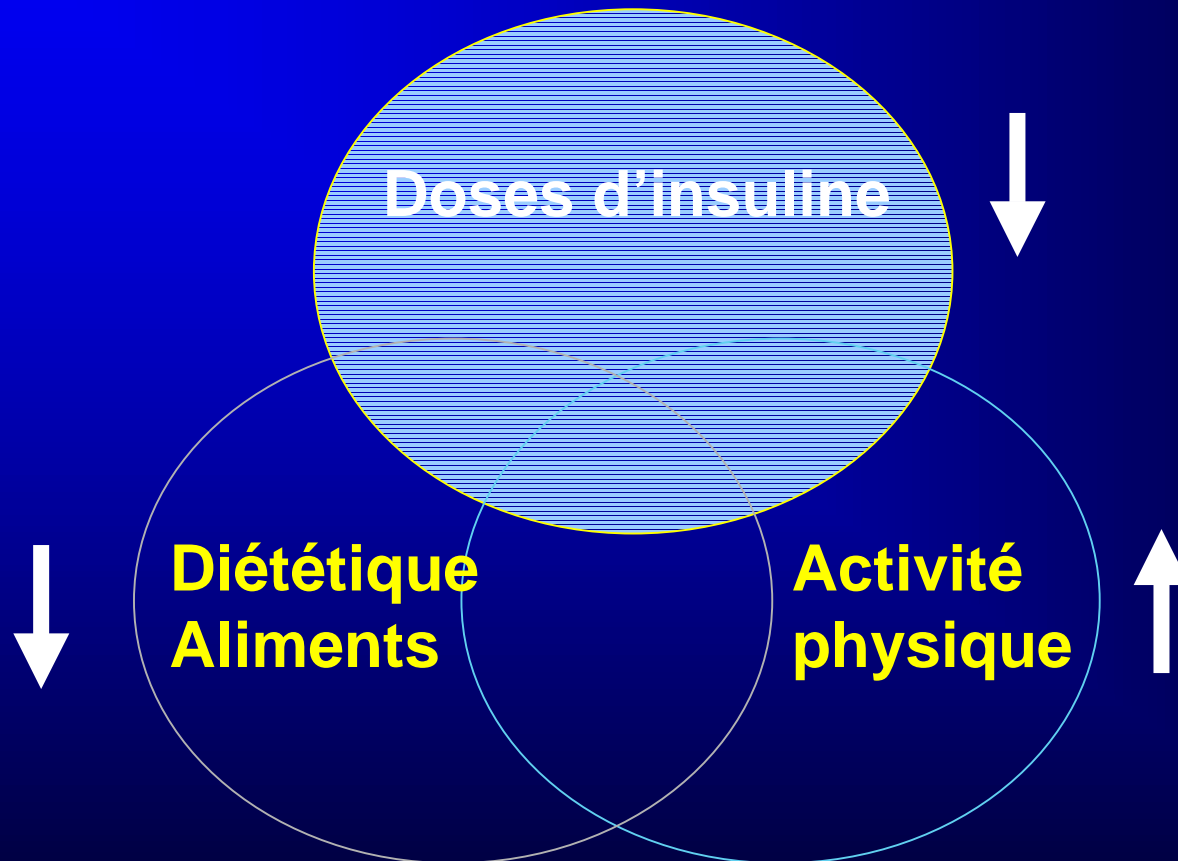 Doses d’insuline
Diététique
Aliments
Activité
physique